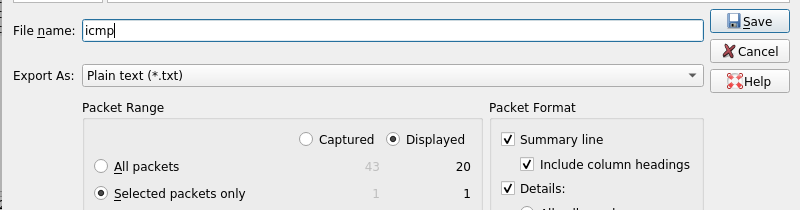 File name: icmp
Save
Cancel
Export As: Plain text (*.txt)
Help
Packet Range
Packet Format
Captured Displayed
Summary line
All packets 43 20
Include column headings
Selected packets only 1 1
Details: